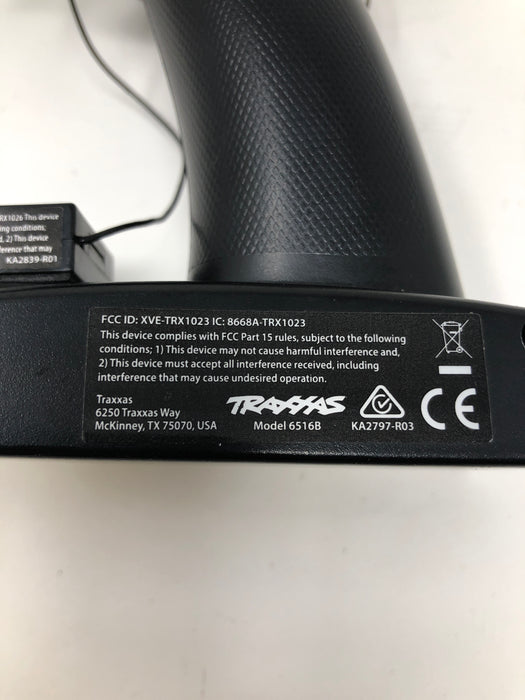 RX1026 This device
ing conditions;
d, 2) This device
ference that may
KA2839-R01
FCC ID: XVE-TRX1023 IC: 8668A-TRX1023
This device complies with FCC Part 15 rules, subject to the following
conditions; 1) This device may not cause harmful interference and,
2) This device must accept all interference received, including
interference that may cause undesired operation.
Traxxas
6250 Traxxas Way
McKinney, TX 75070, USA
TRAXXAS
Model 6516B
KA2797-R03
CE